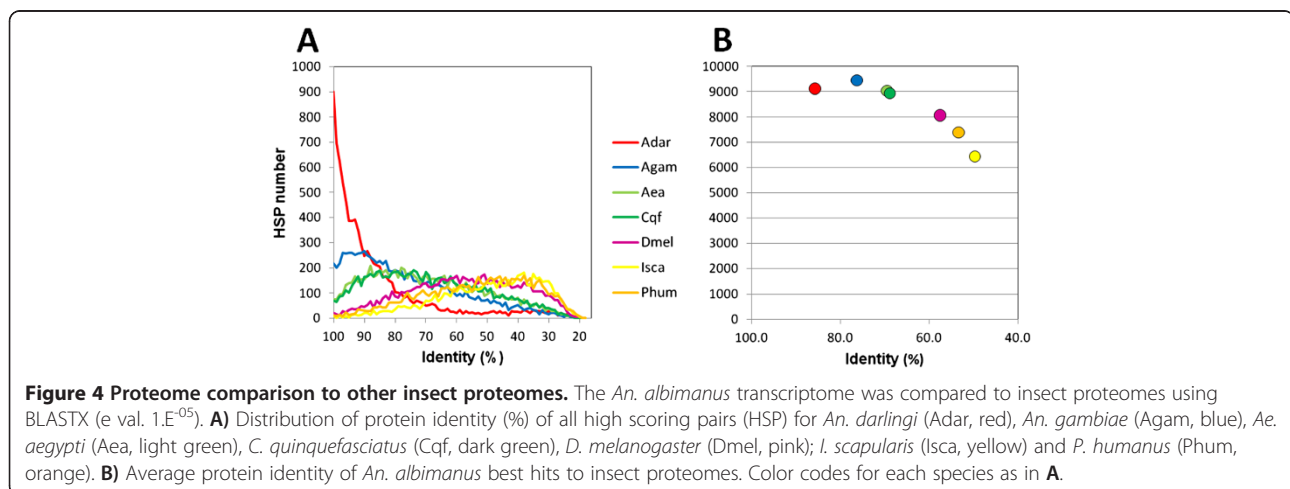 A
B
1000
900
800
700
600
500
400
300
200
100
0
HSP number
100 90 80 70 60 50 40 30 20
Identity (%)
Adar
Agam
Aea
Cqf
Dmel
Isca
Phum
10000
9000
8000
7000
6000
5000
4000
3000
2000
1000
0
100.0 80.0 60.0 40.0
Identity (%)
Figure 4 Proteome comparison to other insect proteomes. The An. albimanus transcriptome was compared to insect proteomes using
BLASTX (e val. 1.E-05). A) Distribution of protein identity (%) of all high scoring pairs (HSP) for An. darlingi (Adar, red), An. gambiae (Agam, blue), Ae.
aegypti (Aea, light green), C. quinquefasciatus (Cqf, dark green), D. melanogaster (Dmel, pink); I. scapularis (Isca, yellow) and P. humanus (Phum,
orange). B) Average protein identity of An. albimanus best hits to insect proteomes. Color codes for each species as in A.